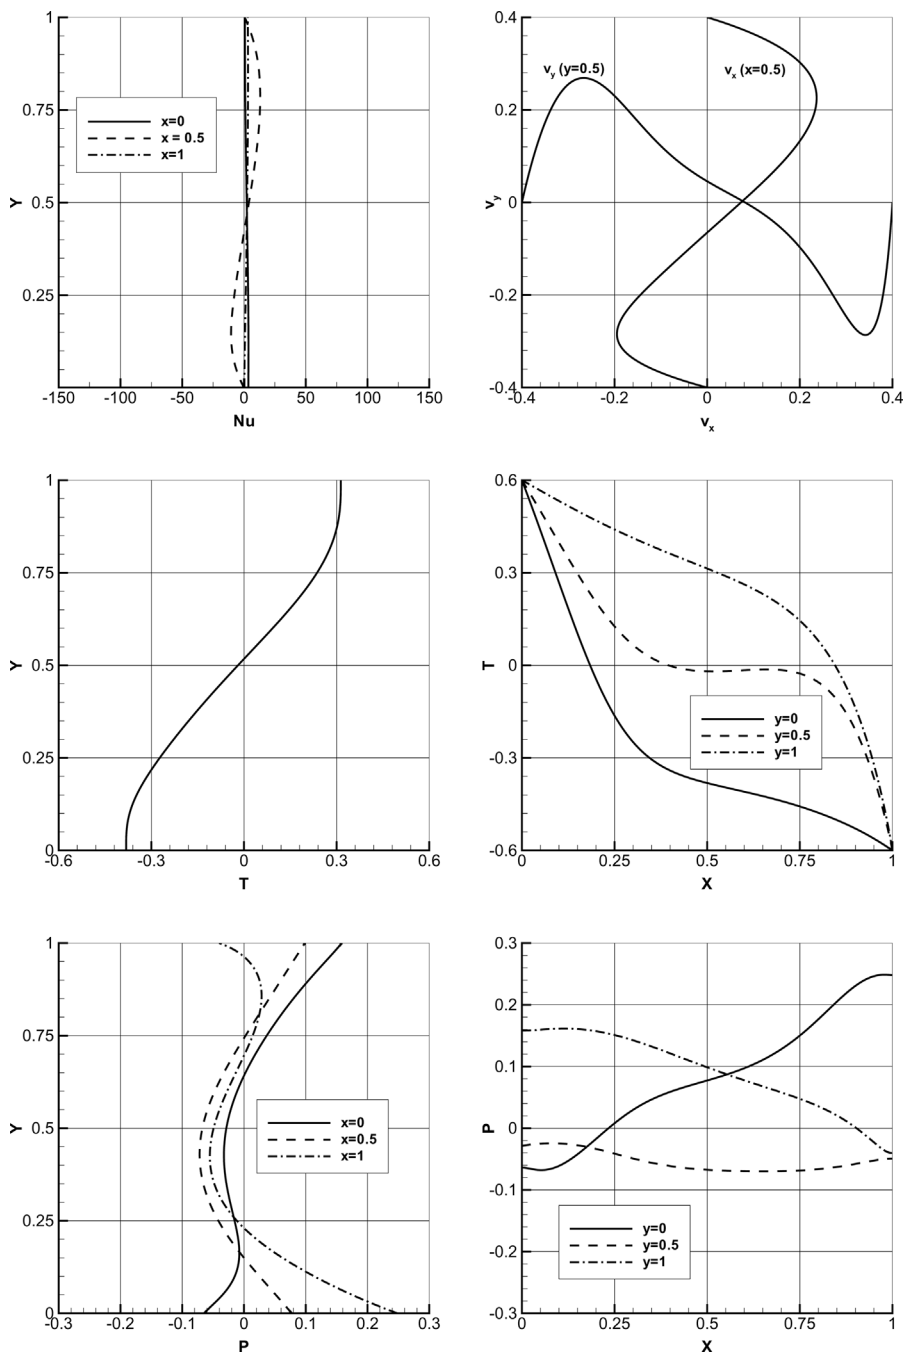 1
0.75
0.5
0.25
0
Y
-150 -100 -50 0 50 100 150
Nu
x=0
x = 0.5
x=1
0.4
0.2
0
-0.2
-0.4
v_y
-0.4 -0.2 0 0.2 0.4
v_x
v_y (y=0.5)
v_x (x=0.5)
1
0.75
0.5
0.25
0
Y
-0.6 -0.3 0 0.3 0.6
T
0.6
0.3
0
-0.3
-0.6
T
0 0.25 0.5 0.75 1
X
y=0
y=0.5
y=1
1
0.75
0.5
0.25
0
Y
-0.3 -0.2 -0.1 0 0.1 0.2 0.3
P
x=0
x=0.5
x=1
0.3
0.2
0.1
0
-0.1
-0.2
-0.3
P
0 0.25 0.5 0.75 1
X
y=0
y=0.5
y=1